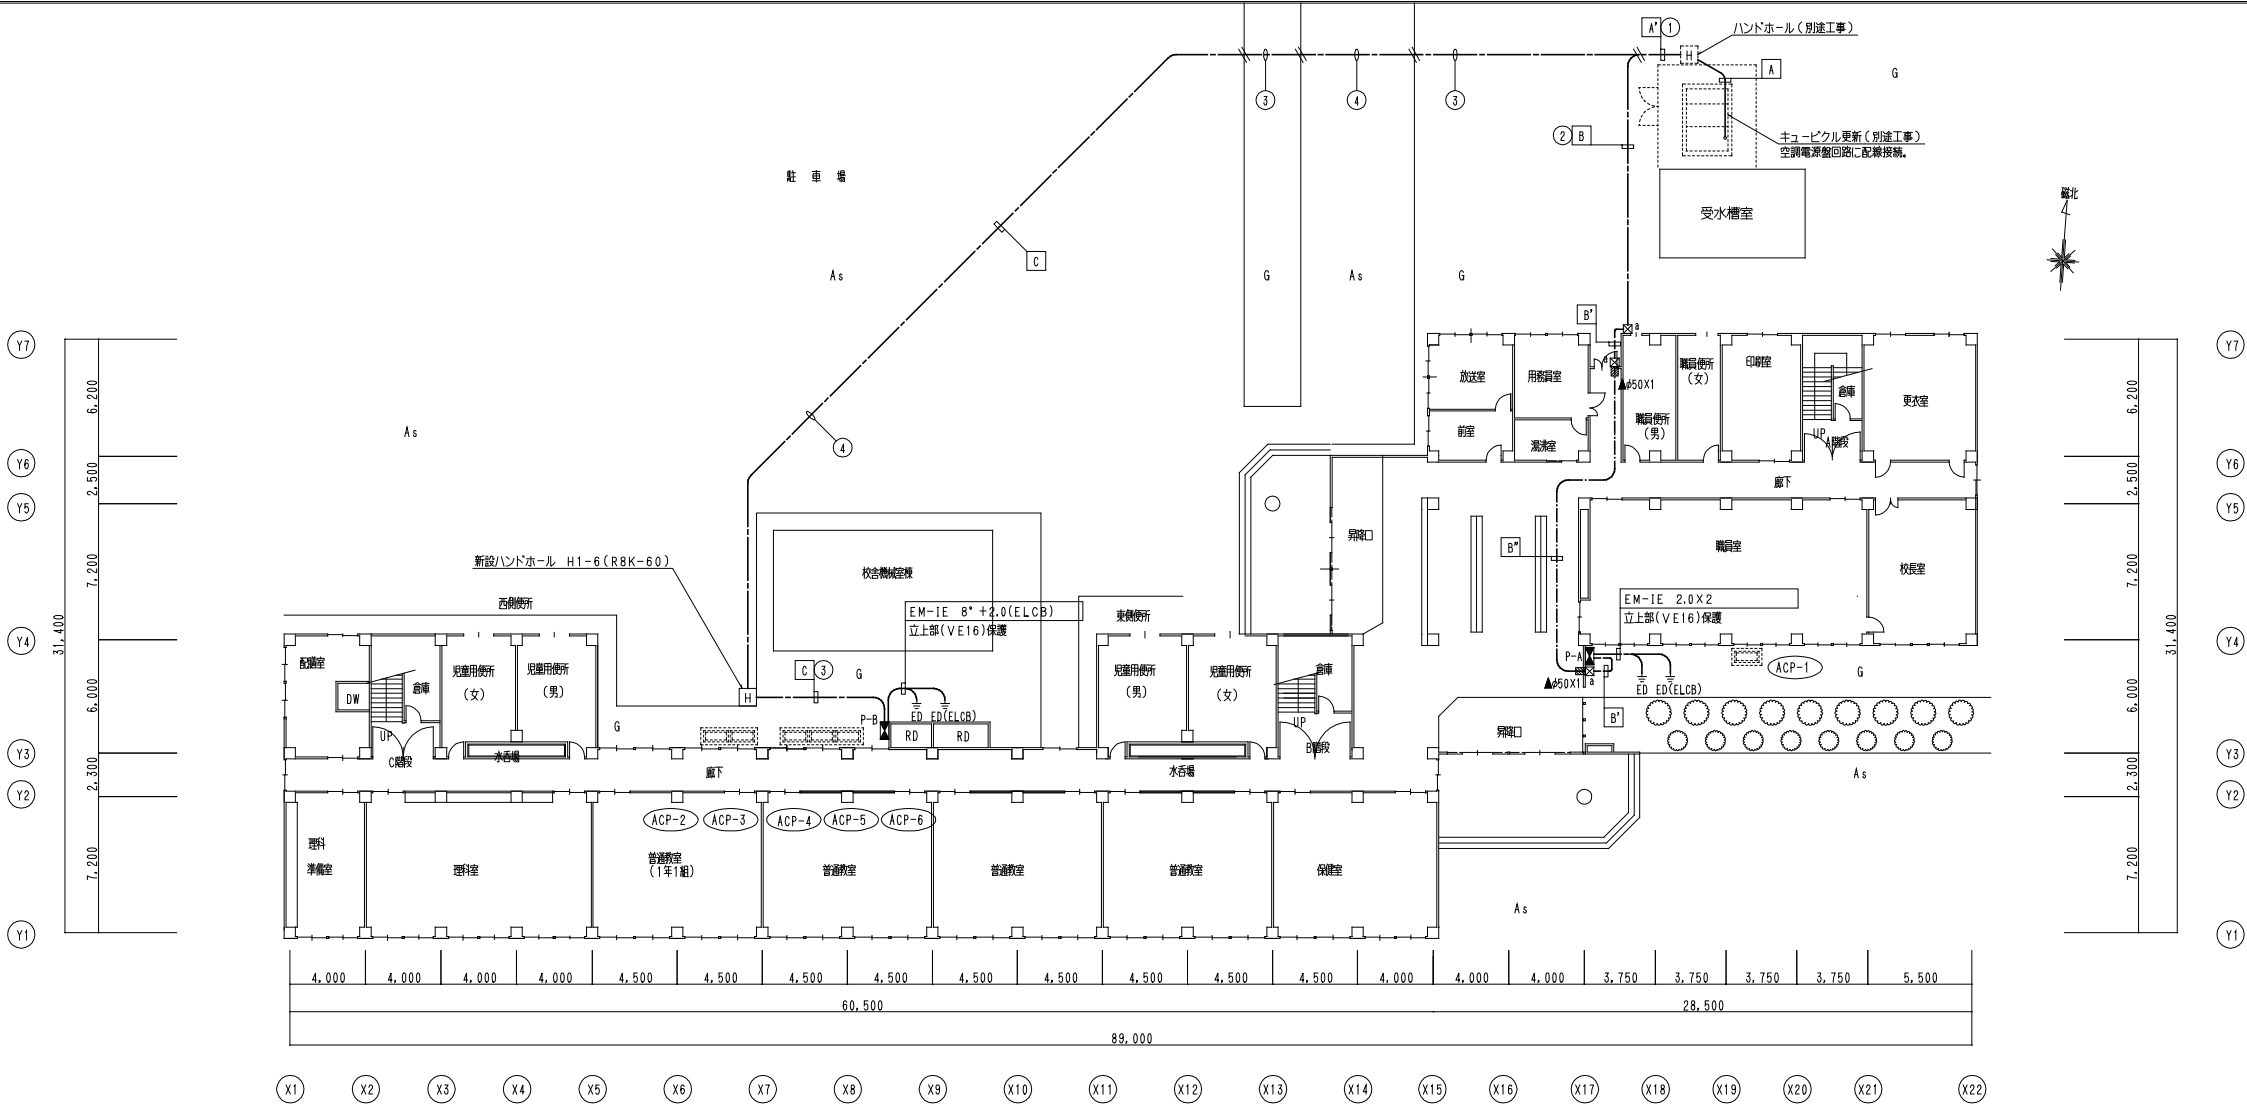 A' 1 ハンドホール(別途工事)
H
A
G
3 4 3
2 B
キュービクル更新(別途工事)
空調電源盤回路に配線接続。
駐 車 場
磁北
受水槽室
C
As G As G
B'
a
Y7 Y7
a
φ50X1
放送室 用務員室 職員便所 印刷室
(女)
倉庫 更衣室
6,200 6,200
職員便所
(男)
前室 湯沸室 UP A階段
As
4
Y6 Y6
2,500 廊下 2,500
Y5 Y5
昇降口
B"
職員室
校長室
新設ハンドホール H1-6(R8K-60)
校舎機械室棟
7,200 7,200
EM-IE 2.0X2
立上部(VE16)保護
西側便所
EM-IE 8°+2.0(ELCB)
立上部(VE16)保護
東側便所
31,400 31,400
Y4 Y4
配膳室 倉庫 児童用便所
(女)
児童用便所
(男)
DW
C 3 G
児童用便所
(男)
児童用便所
(女)
倉庫
P-A ACP-1 G
φ50X1 a
ED ED(ELCB)
B'
6,000 6,000
H
G
P-B ED ED(ELCB)
RD RD
UP
C階段
水呑場
UP
B階段
昇降口
Y3 Y3
2,300 廊下 水呑場 As 2,300
Y2 Y2
ACP-2 ACP-3 ACP-4 ACP-5 ACP-6
理科
準備室
理科室
普通教室
(1年1組)
普通教室 普通教室 普通教室 保健室
7,200 7,200
As
Y1 Y1
4,000 4,000 4,000 4,000 4,500 4,500 4,500 4,500 4,500 4,500 4,500 4,500 4,500 4,000 4,000 4,000 3,750 3,750 3,750 3,750 5,500
60,500 28,500
89,000
X1 X2 X3 X4 X5 X6 X7 X8 X9 X10 X11 X12 X13 X14 X15 X16 X17 X18 X19 X20 X21 X22